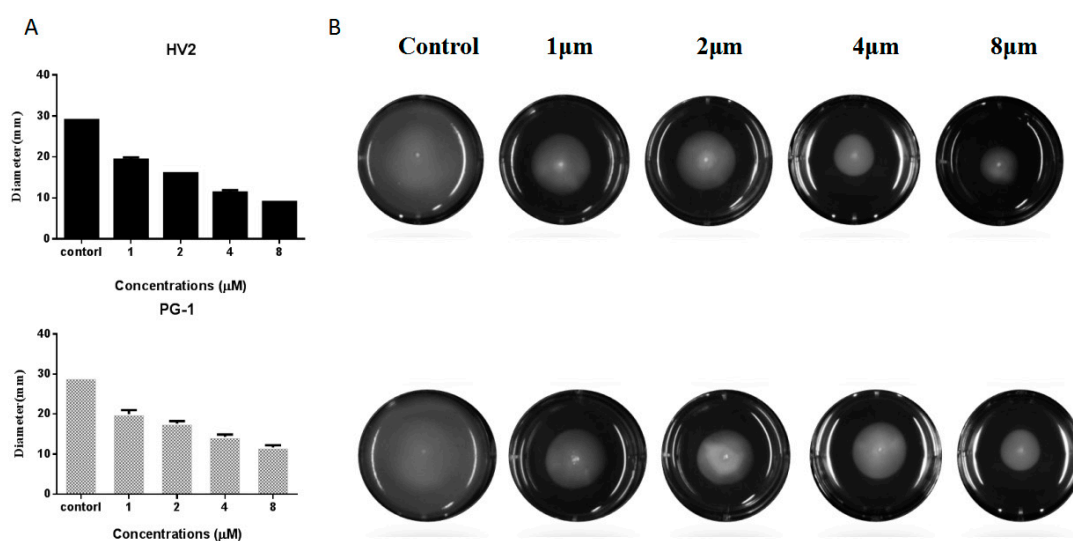 A
HV2
Diameter(mm)
40
30
20
10
0
contorl 1 2 4 8
Concentrations (μM)
PG-1
Diameter(mm)
40
30
20
10
0
contorl 1 2 4 8
Concentrations (μM)
B
Control 1μm 2μm 4μm 8μm